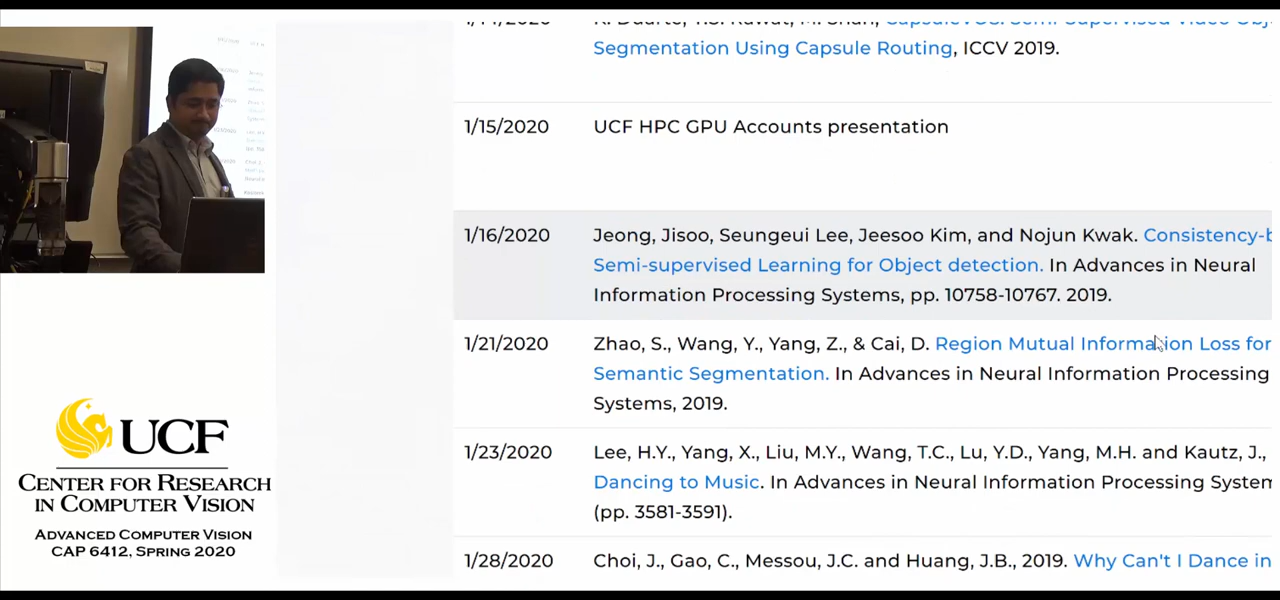 Segmentation Using Capsule Routing, ICCV 2019.
1/15/2020 UCF HPC GPU Accounts presentation
1/16/2020 Jeong, Jisoo, Seungeui Lee, Jeesoo Kim, and Nojun Kwak. Consistency-b
Semi-supervised Learning for Object detection. In Advances in Neural
Information Processing Systems, pp. 10758-10767. 2019.
1/21/2020 Zhao, S., Wang, Y., Yang, Z., & Cai, D. Region Mutual Information Loss for
Semantic Segmentation. In Advances in Neural Information Processing
Systems, 2019.
1/23/2020 Lee, H.Y., Yang, X., Liu, M.Y., Wang, T.C., Lu, Y.D., Yang, M.H. and Kautz, J.,
Dancing to Music. In Advances in Neural Information Processing System
(pp. 3581-3591).
1/28/2020 Choi, J., Gao, C., Messou, J.C. and Huang, J.B., 2019. Why Can't I Dance in
UCF
CENTER FOR RESEARCH
IN COMPUTER VISION
ADVANCED COMPUTER VISION
CAP 6412, SPRING 2020